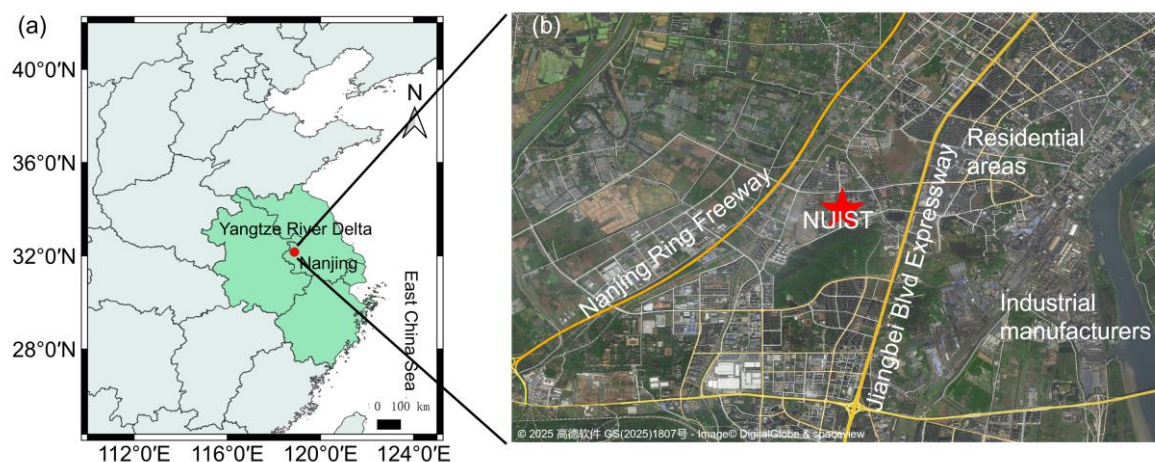 (a)
40°0′N
36°0′N
32°0′N
28°0′N
112°0′E
116°0′E
120°0′E
124°0′E
N
Yangtze River Delta
Nanjing
East China Sea
0 100 km
(b)
Nanjing Ring Freeway
NUIST
Jiangbei Blvd Expressway
Residential
areas
Industrial
manufacturers
© 2025 高德软件 GS(2025)1807号 - Image© DigitalGlobe & spaceview